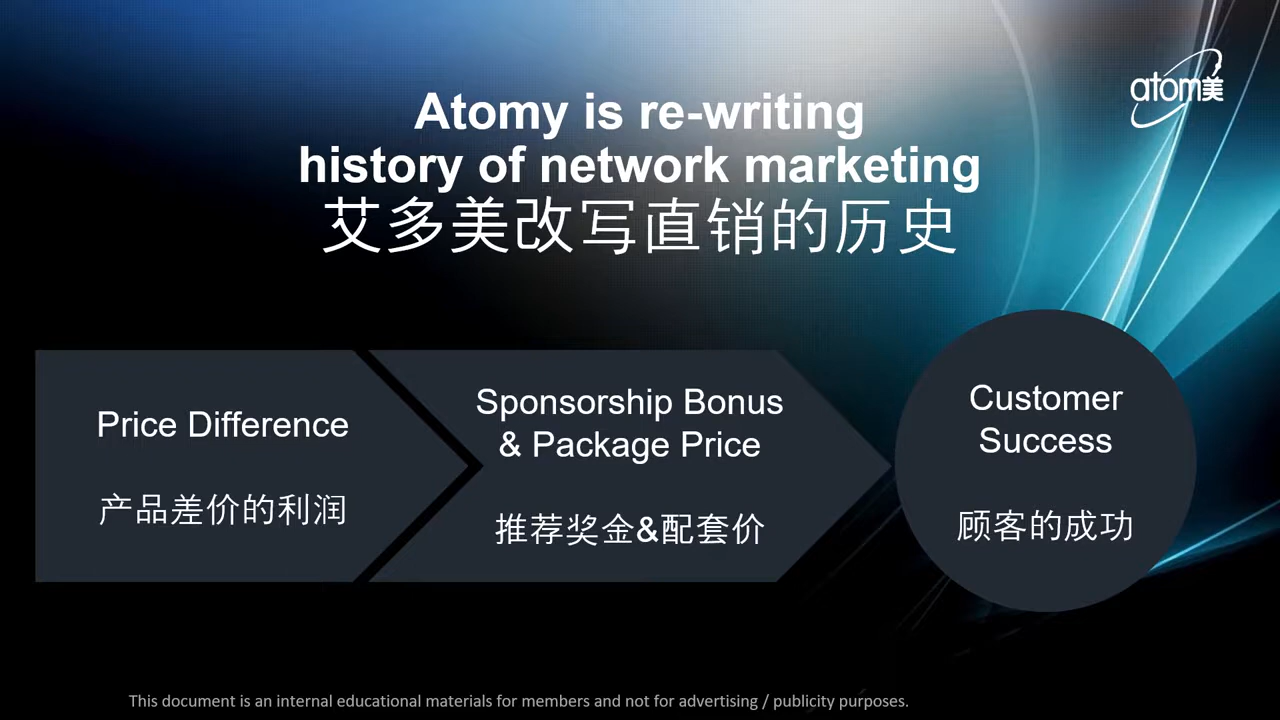 atom美
Atomy is re-writing
history of network marketing
艾多美改写直销的历史
Price Difference
产品差价的利润
Sponsorship Bonus
& Package Price
推荐奖金&配套价
Customer
Success
顾客的成功
This document is an internal educational materials for members and not for advertising / publicity purposes.